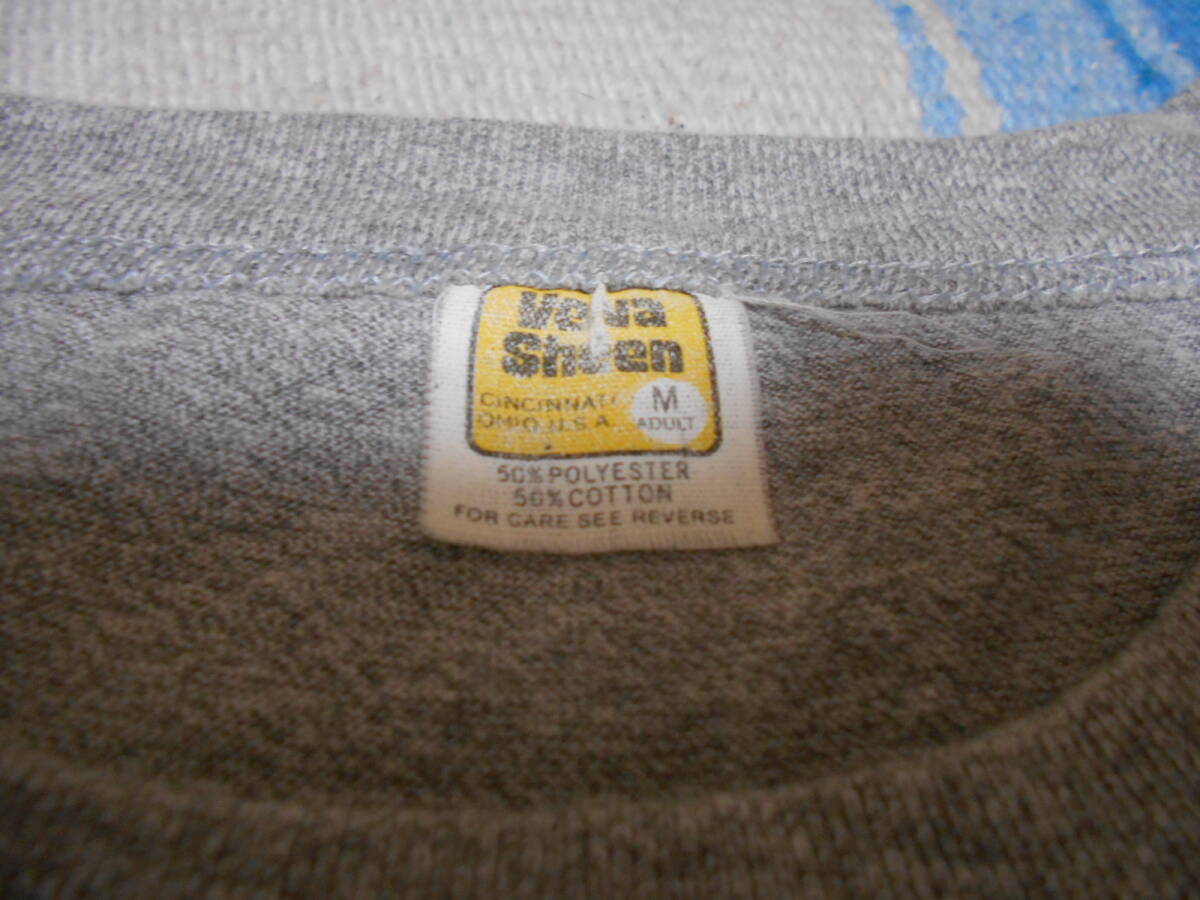 Velva
Sheen
CINCINNATI
OHIO, U.S.A.
M
ADULT
50% POLYESTER
50% COTTON
FOR CARE SEE REVERSE